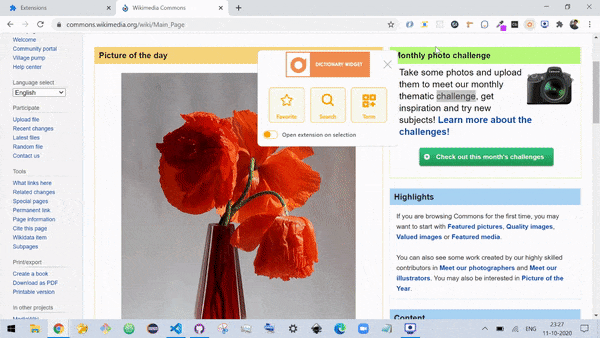 Extensions
Wikimedia Commons
commons.wikimedia.org/wiki/Main_Page
Welcome
Community portal
Village pump
Help center
Language select
English
Participate
Upload file
Recent changes
Latest files
Random file
Contact us
Tools
What links here
Related changes
Special pages
Permanent link
Page information
Cite this page
Wikidata item
Subpages
Print/export
Create a book
Download as PDF
Printable version
In other projects
Picture of the day
DICTIONARY WIDGET
Favorite
Search
Term
Open extension on selection
Monthly photo challenge
Take some photos and upload
them to meet our monthly
thematic challenge, get
inspiration and try new
subjects! Learn more about the
challenges!
Check out this month's challenges
Highlights
If you are browsing Commons for the first time, you may
want to start with Featured pictures, Quality images,
Valued images or Featured media.
You can also see some work created by our highly skilled
contributors in Meet our photographers and Meet our
illustrators. You may also be interested in Picture of the
Year.
Content
ENG
23:27
11-10-2020